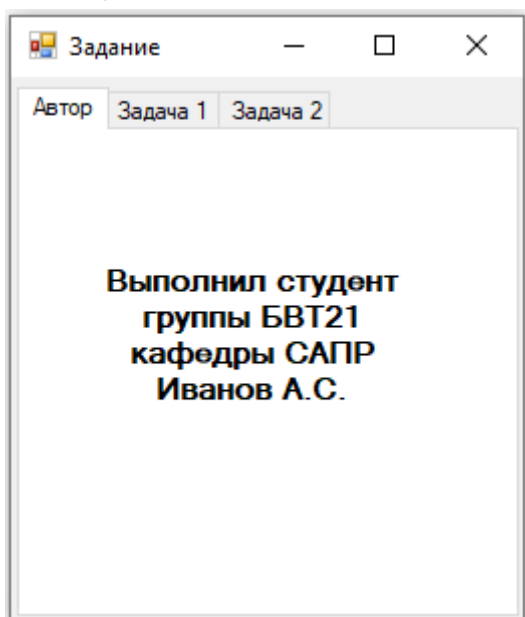 Задание
Автор Задача 1 Задача 2
Выполнил студент
группы БВТ21
кафедры САПР
Иванов А.С.